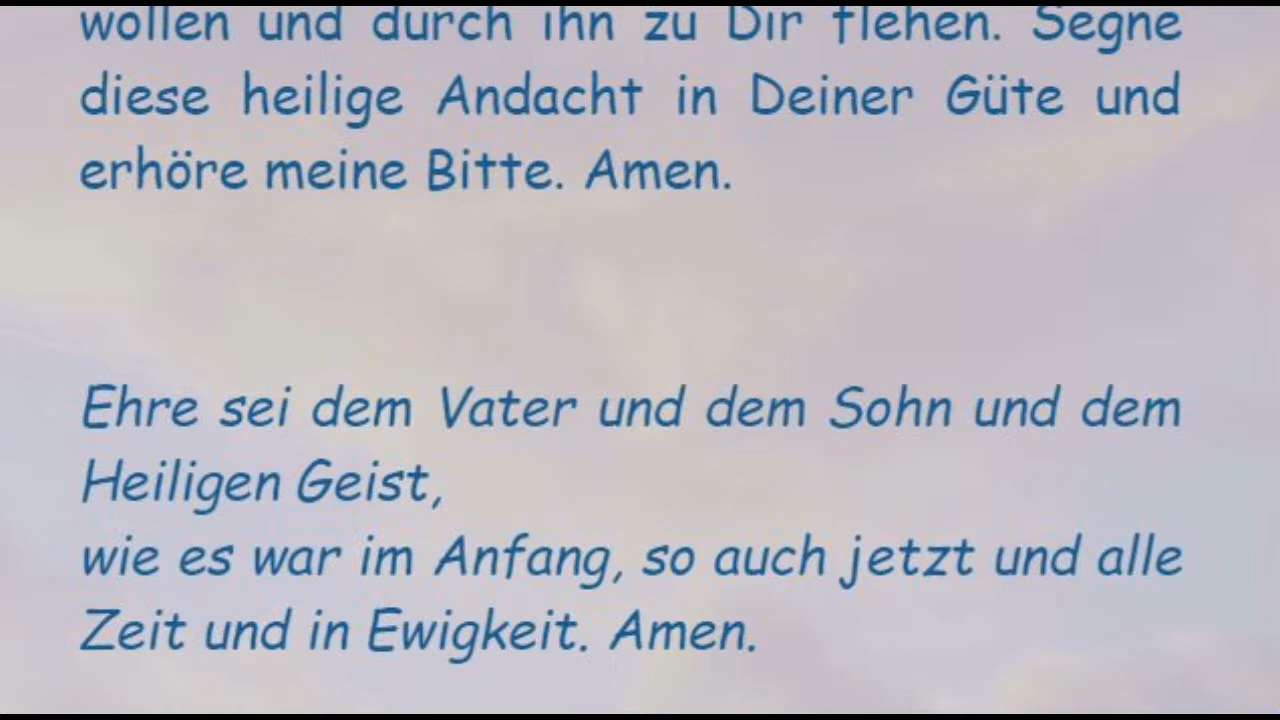 wollen und durch ihn zu Dir flehen. Segne
diese heilige Andacht in Deiner Güte und
erhöre meine Bitte. Amen.
Ehre sei dem Vater und dem Sohn und dem
Heiligen Geist,
wie es war im Anfang, so auch jetzt und alle
Zeit und in Ewigkeit. Amen.